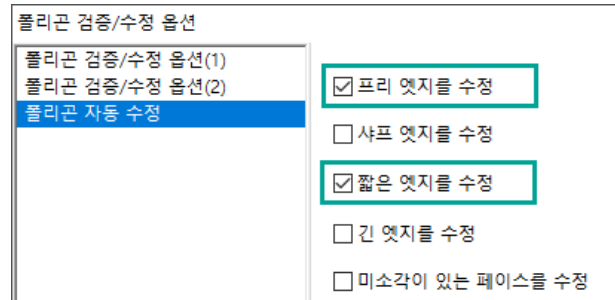 폴리곤 검증/수정 옵션
폴리곤 검증/수정 옵션(1)
폴리곤 검증/수정 옵션(2)
폴리곤 자동 수정
프리 엣지를 수정
샤프 엣지를 수정
짧은 엣지를 수정
긴 엣지를 수정
미소각이 있는 페이스를 수정